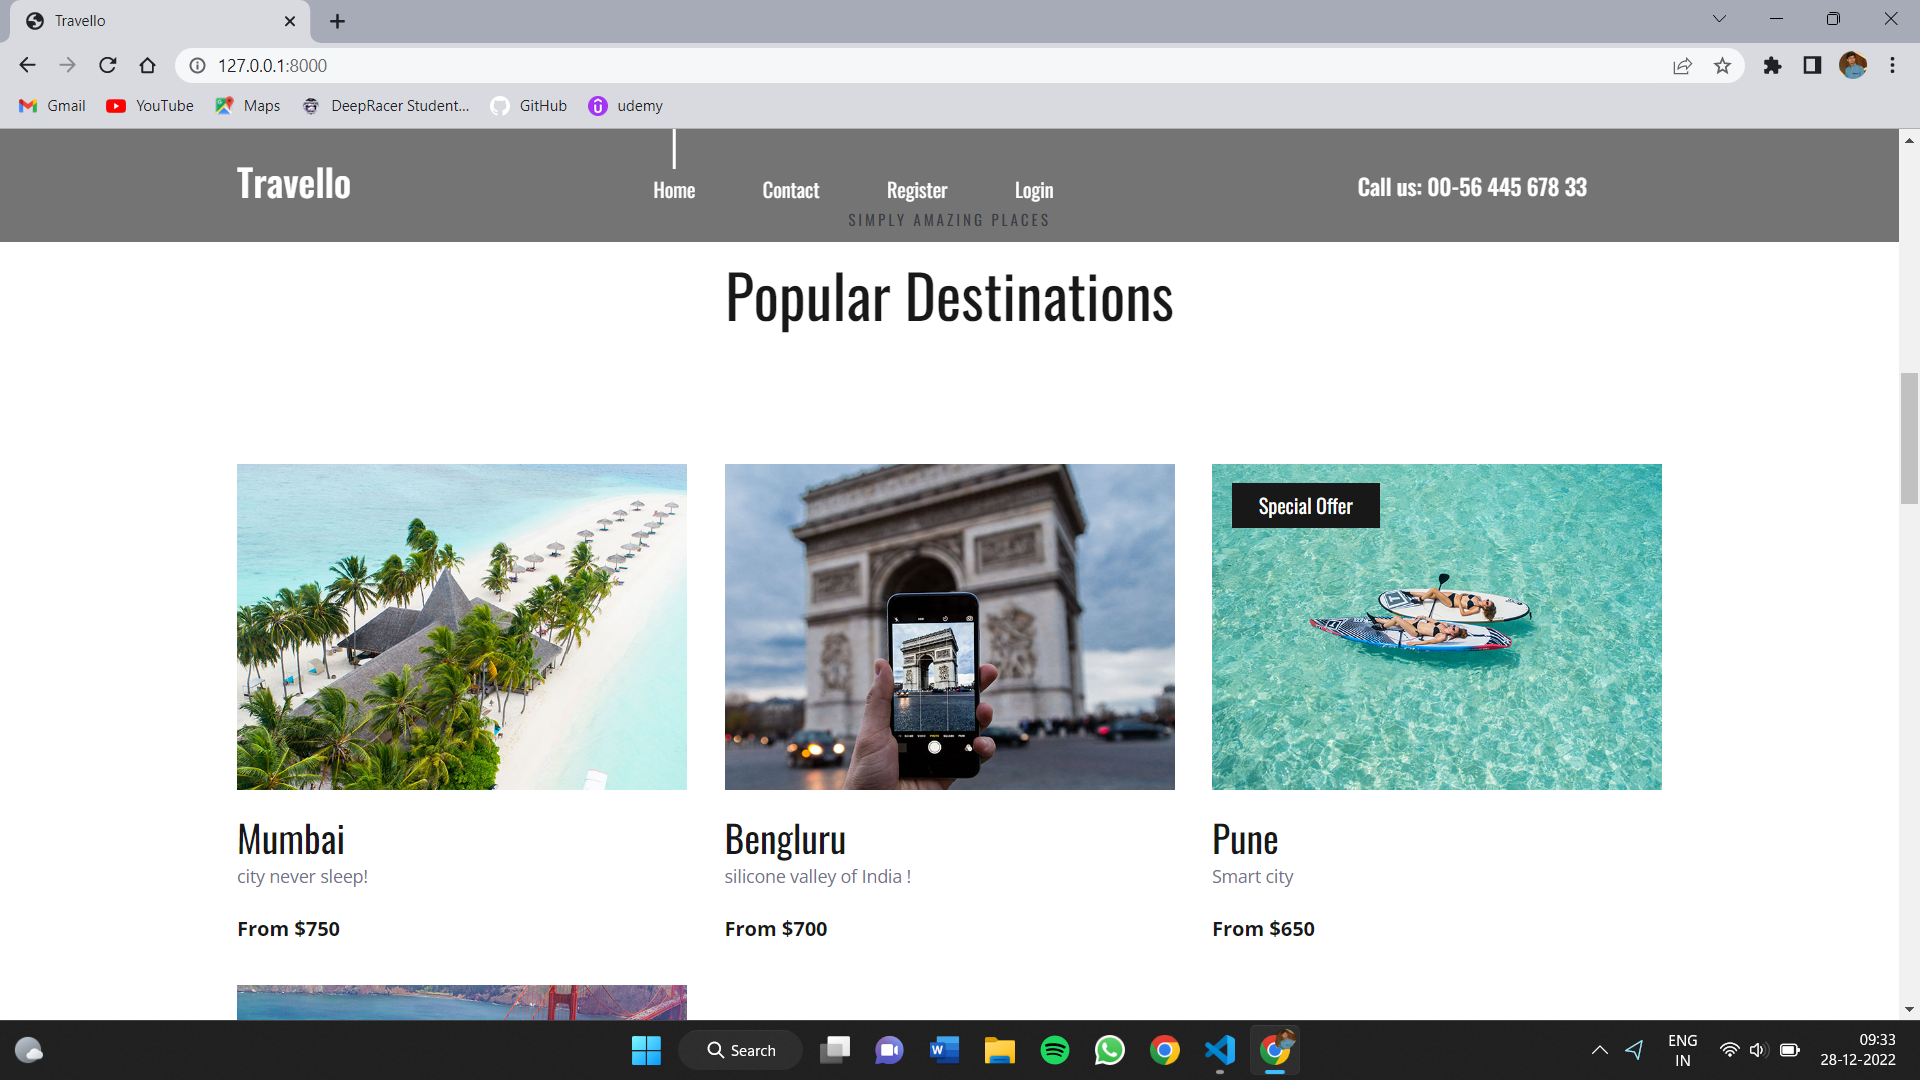 Travello
127.0.0.1:8000
Gmail
YouTube
Maps
DeepRacer Student...
GitHub
udemy
Travello
Home
Contact
Register
Login
Call us: 00-56 445 678 33
SIMPLY AMAZING PLACES
Popular Destinations
Special Offer
Mumbai
city never sleep!
From $750
Bengluru
silicone valley of India !
From $700
Pune
Smart city
From $650
Search
ENG
IN
09:33
28-12-2022